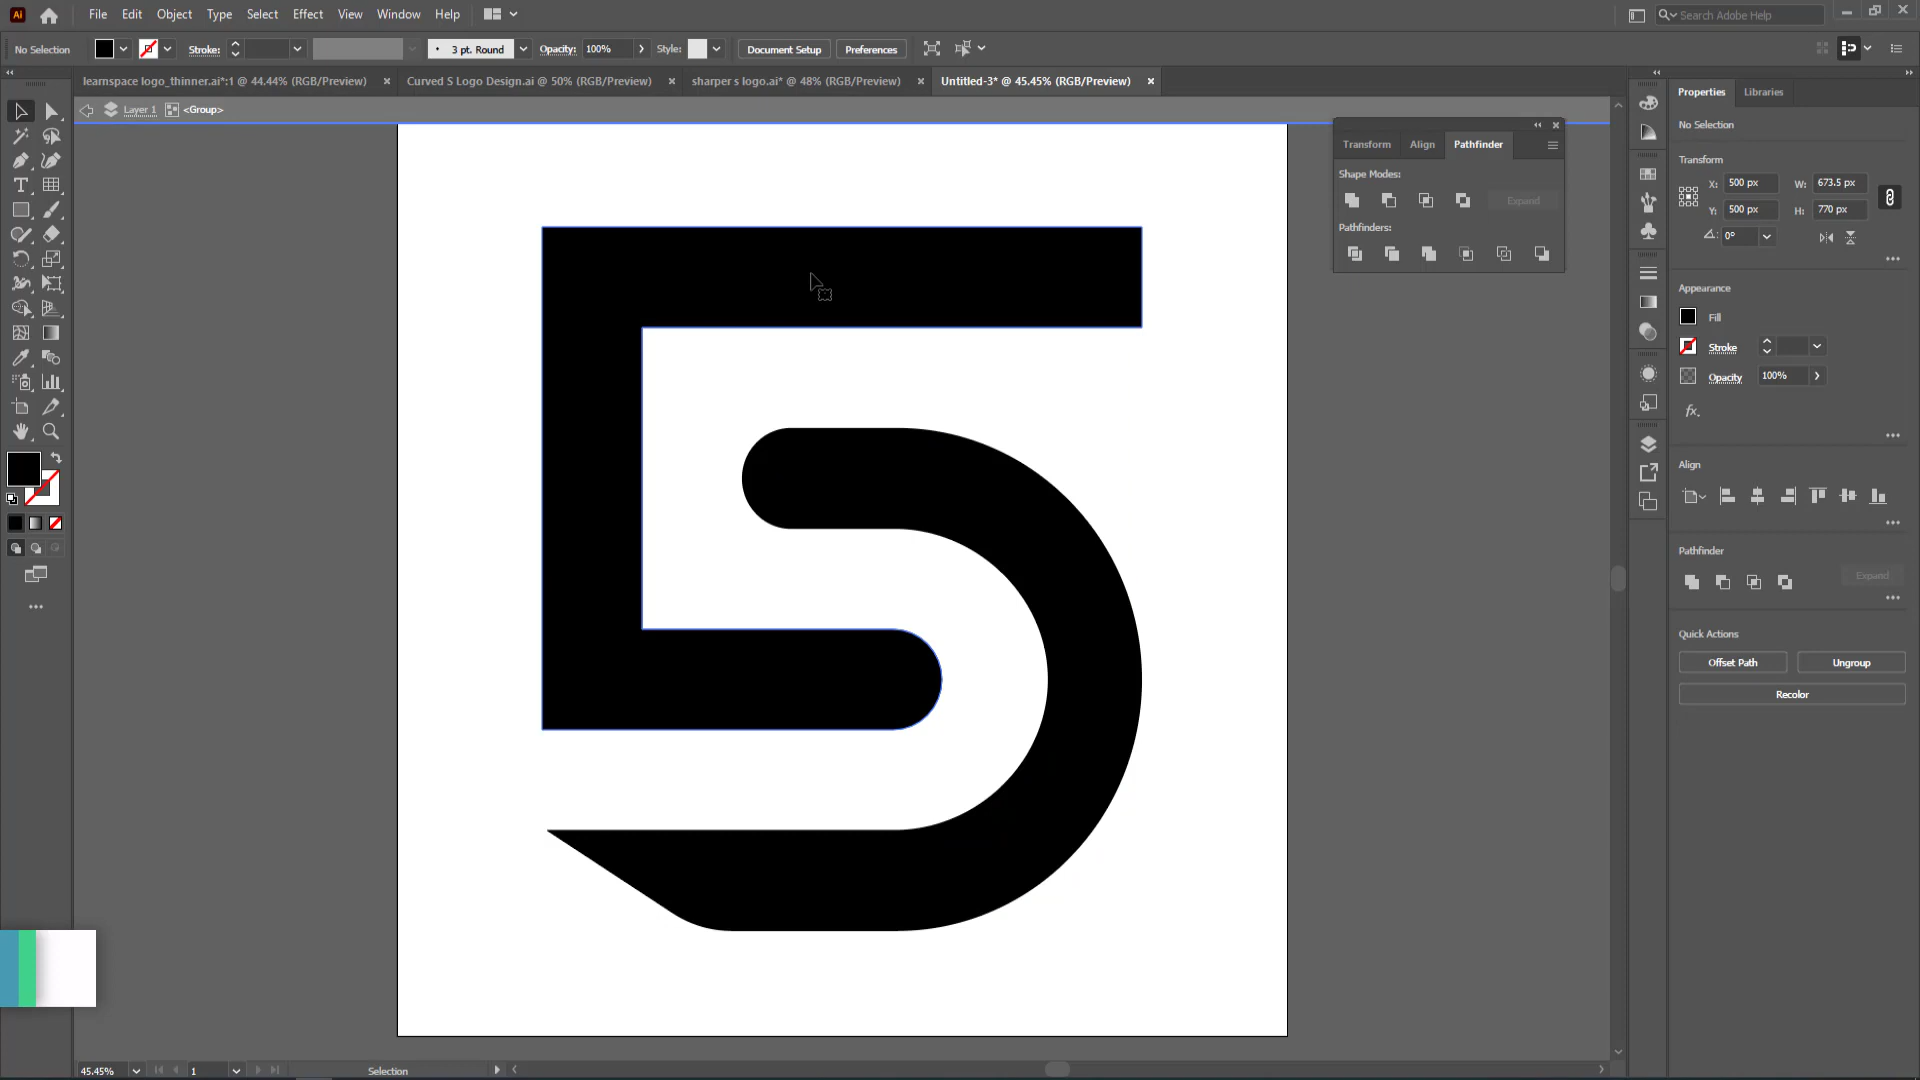 Ai File Edit Object Type Select Effect View Window Help
Search Adobe Help
No Selection Stroke: 3 pt. Round Opacity: 100% Style: Document Setup Preferences
learnspace logo_thinner.ai*:1 @ 44.44% (RGB/Preview) × Curved S Logo Design.ai @ 50% (RGB/Preview) × sharper s logo.ai* @ 48% (RGB/Preview) × Untitled-3* @ 45.45% (RGB/Preview) ×
Layer 1 <Group>
Transform Align Pathfinder
Shape Modes:
Expand
Pathfinders:
Properties Libraries
No Selection
Transform
X: 500 px W: 673.5 px
Y: 500 px H: 770 px
0°
Appearance
Fill
Stroke
Opacity 100%
fx.
Align
Pathfinder
Expand
Quick Actions
Offset Path Ungroup
Recolor
45.45% 1 Selection